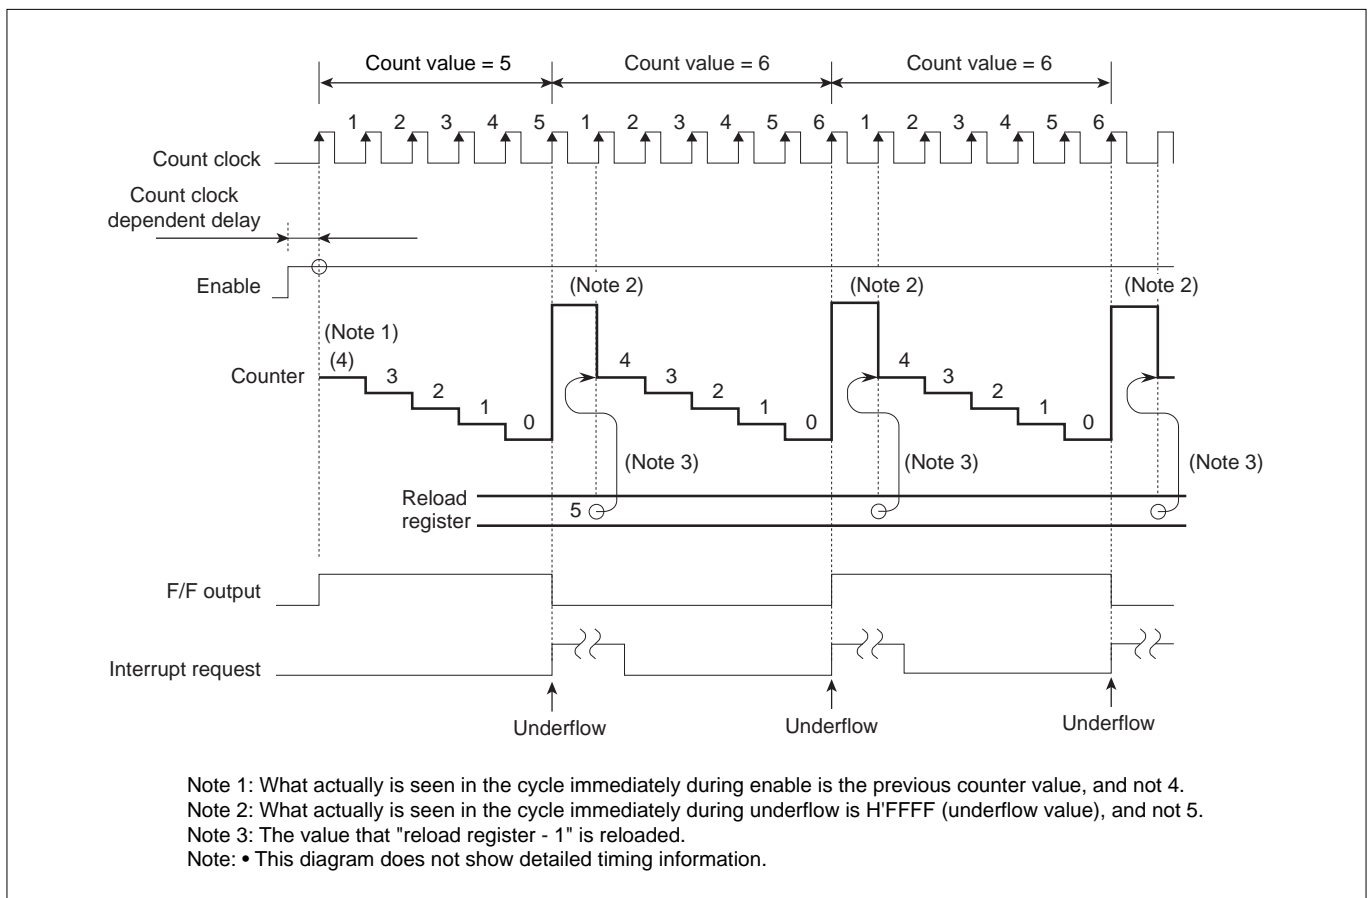 Count value = 5 Count value = 6 Count value = 6
1 2 3 4 5 1 2 3 4 5 6 1 2 3 4 5 6
Count clock
Count clock
dependent delay
Enable
(Note 2) (Note 2) (Note 2)
(Note 1)
(4) 4 4
Counter
3 3 3
2 2 2
1 1 1
0 0 0
(Note 3) (Note 3) (Note 3)
Reload
register
5
F/F output
Interrupt request
Underflow Underflow Underflow
Note 1: What actually is seen in the cycle immediately during enable is the previous counter value, and not 4.
Note 2: What actually is seen in the cycle immediately during underflow is H'FFFF (underflow value), and not 5.
Note 3: The value that "reload register - 1" is reloaded.
Note: • This diagram does not show detailed timing information.